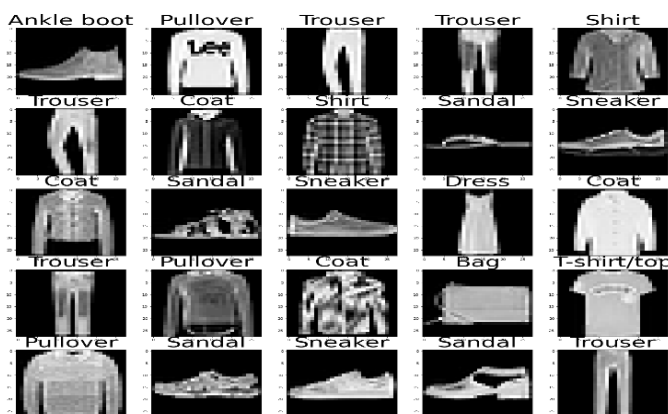 Ankle boot Pullover Trouser Trouser Shirt
Lee
Trouser Coat Shirt Sandal Sneaker
Coat Sandal Sneaker Dress Coat
Trouser Pullover Coat Bag T-shirt/top
Pullover Sandal Sneaker Sandal Trouser